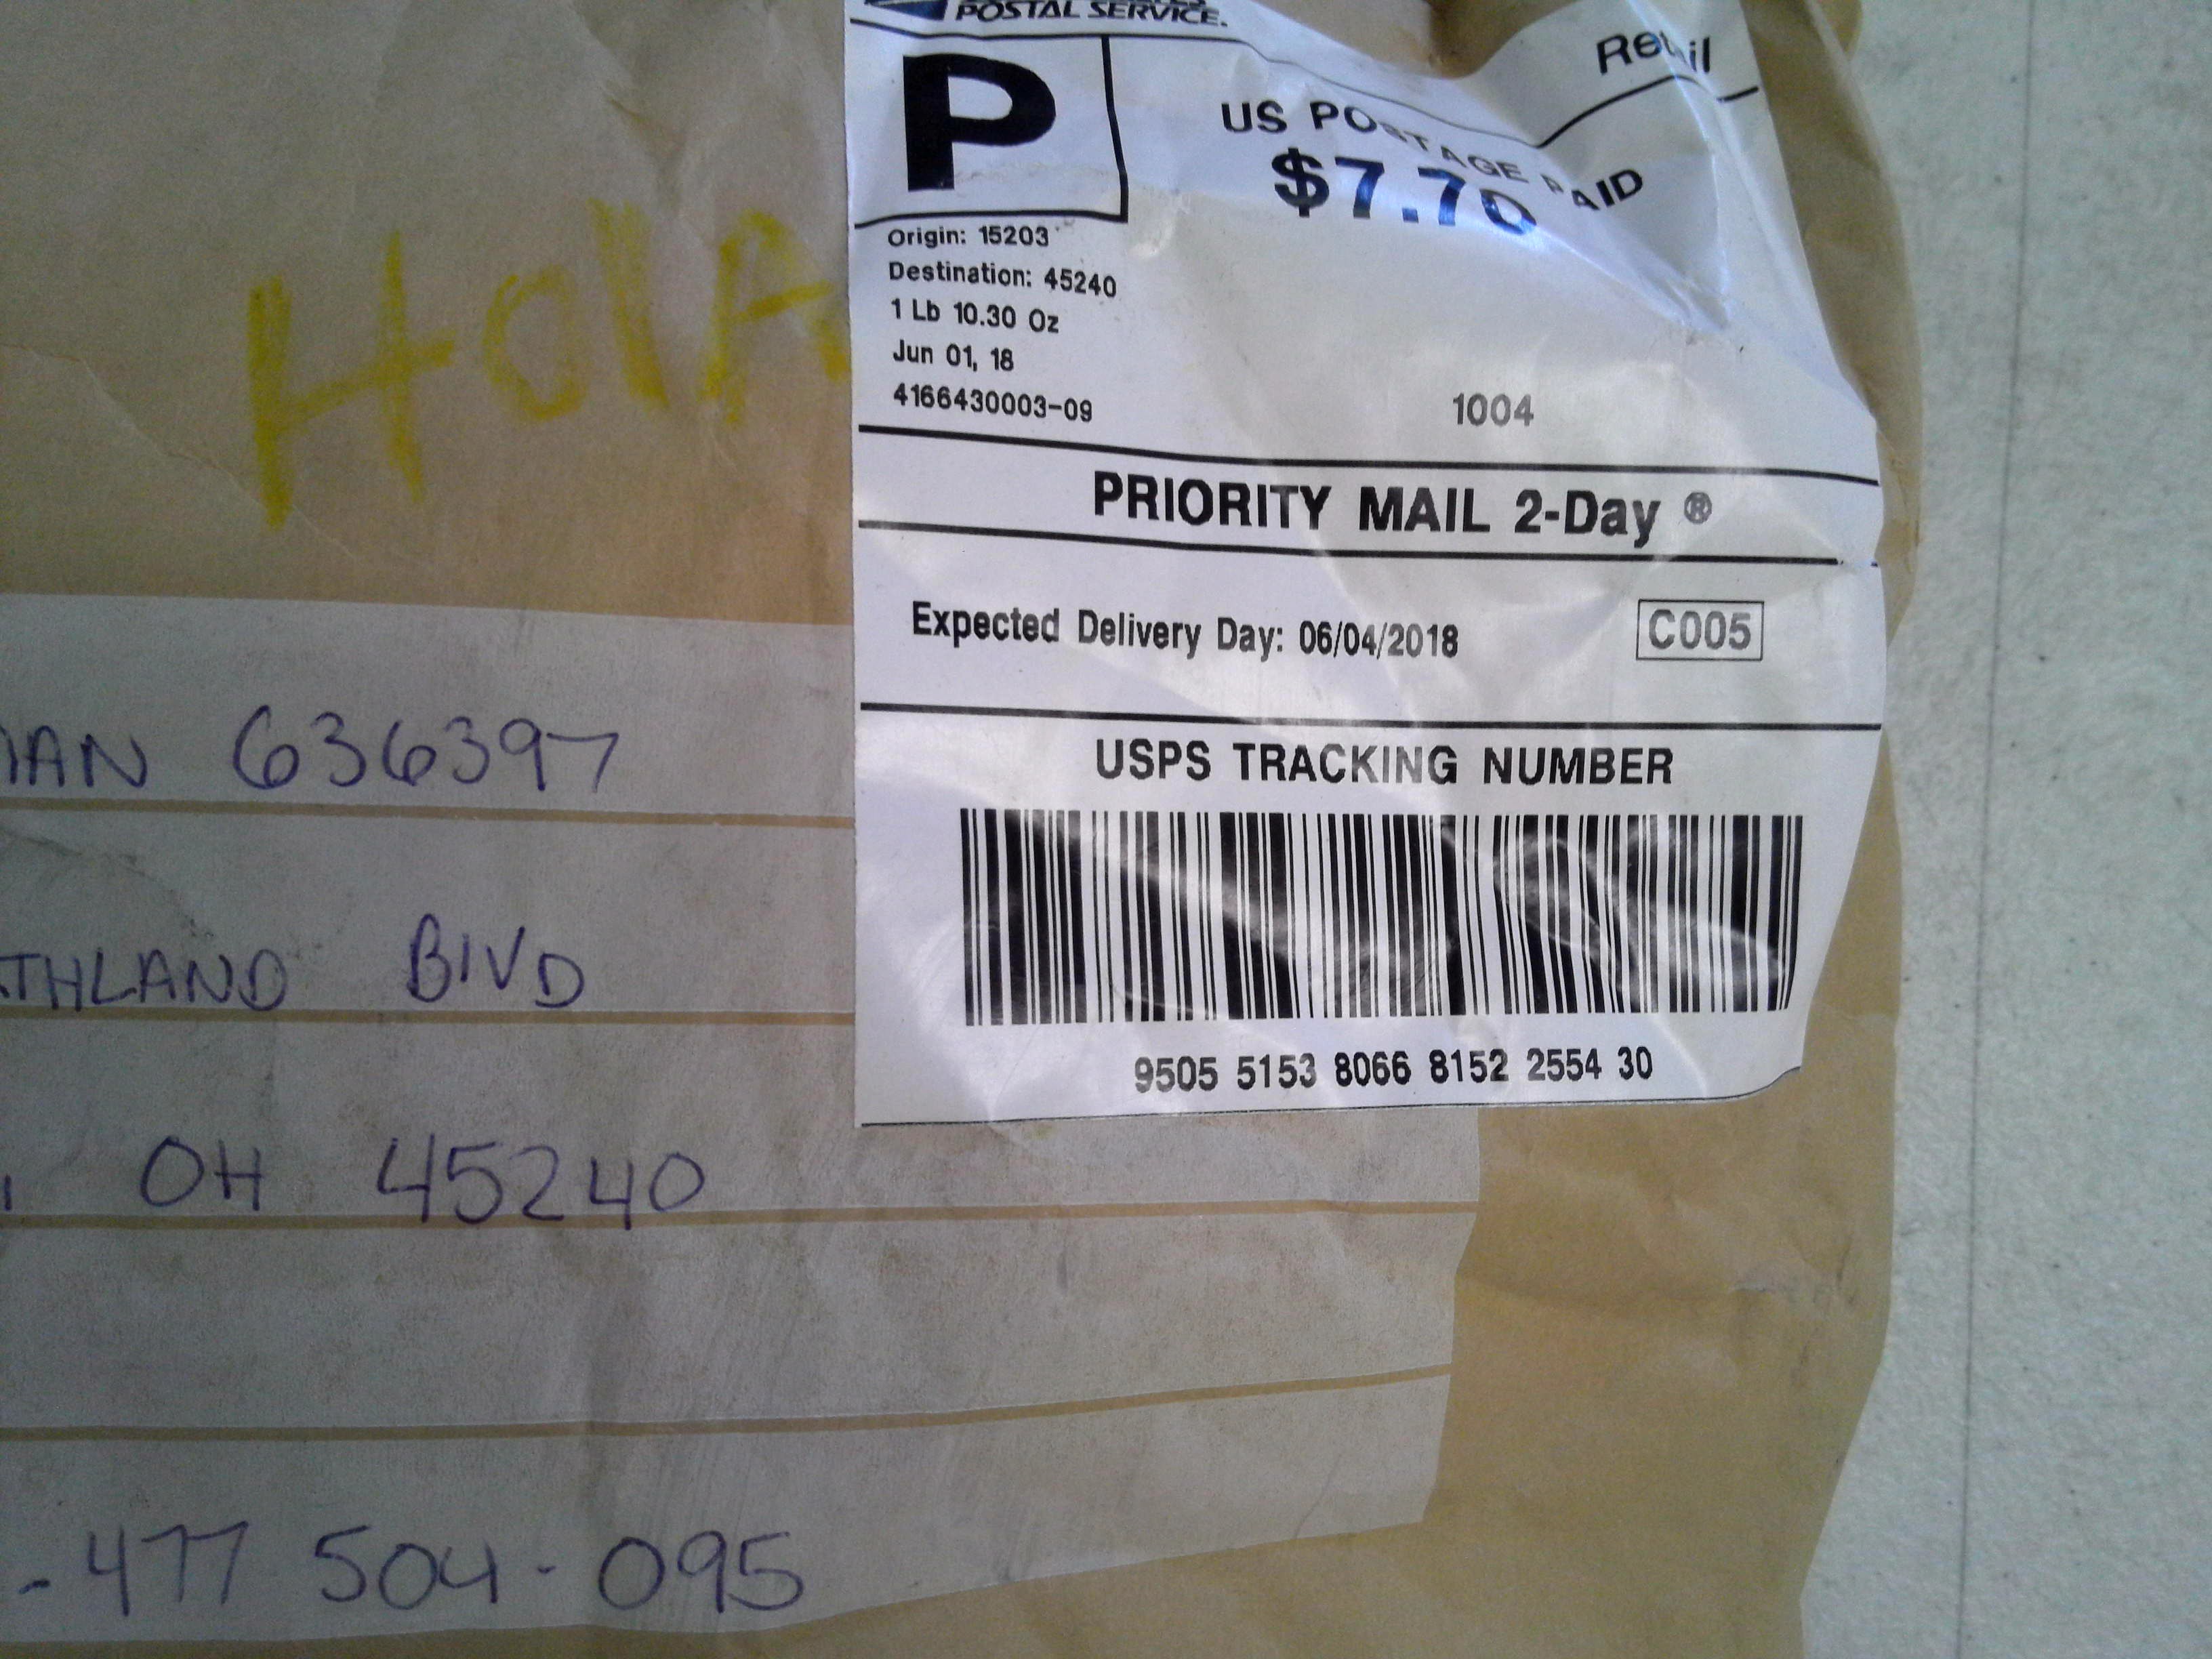 POSTAL SERVICE.
Retail
P
US POSTAGE PAID
$7.70
Origin: 15203
Destination: 45240
1 Lb 10.30 Oz
Jun 01, 18
4166430003-09
1004
HolA
PRIORITY MAIL 2-Day ®
Expected Delivery Day: 06/04/2018
C005
USPS TRACKING NUMBER
9505 5153 8066 8152 2554 30
636397
THLAND BlVD
OH 45240
-477 504-095